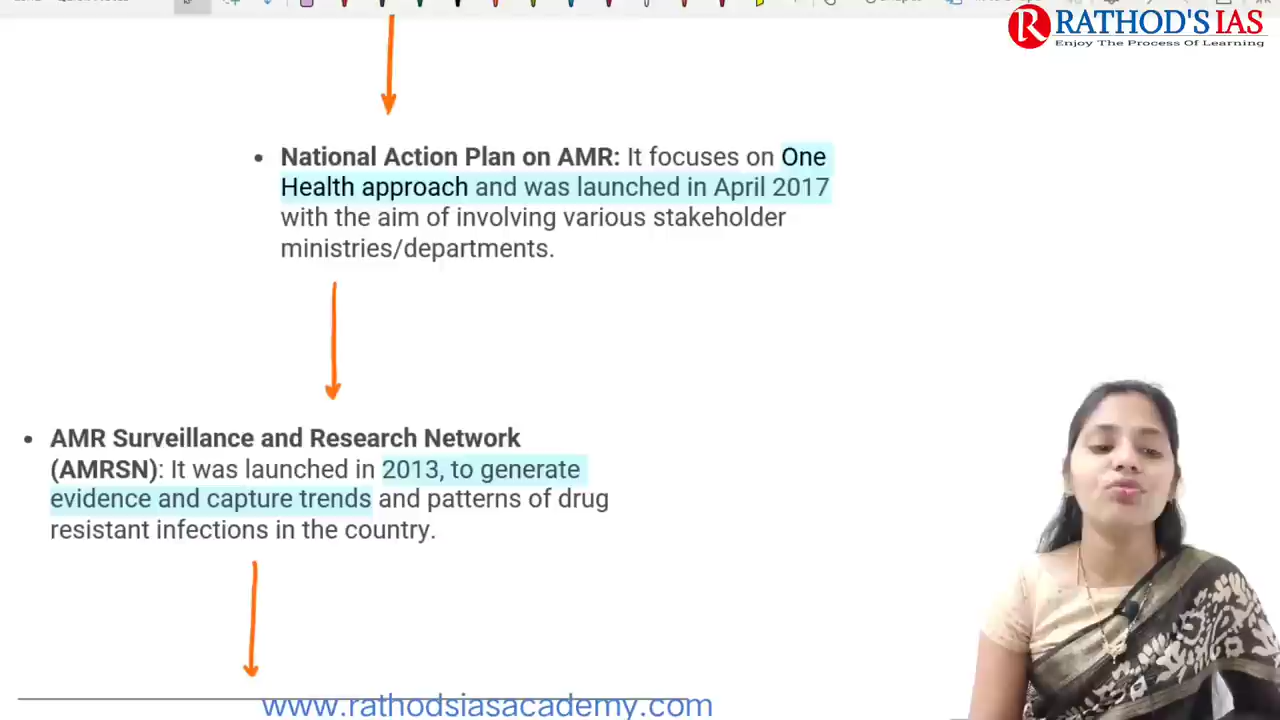 RATHOD'S IAS
Enjoy The Process Of Learning
• National Action Plan on AMR: It focuses on One
Health approach and was launched in April 2017
with the aim of involving various stakeholder
ministries/departments.
• AMR Surveillance and Research Network
(AMRSN): It was launched in 2013, to generate
evidence and capture trends and patterns of drug
resistant infections in the country.
www.rathodsiasacademy.com